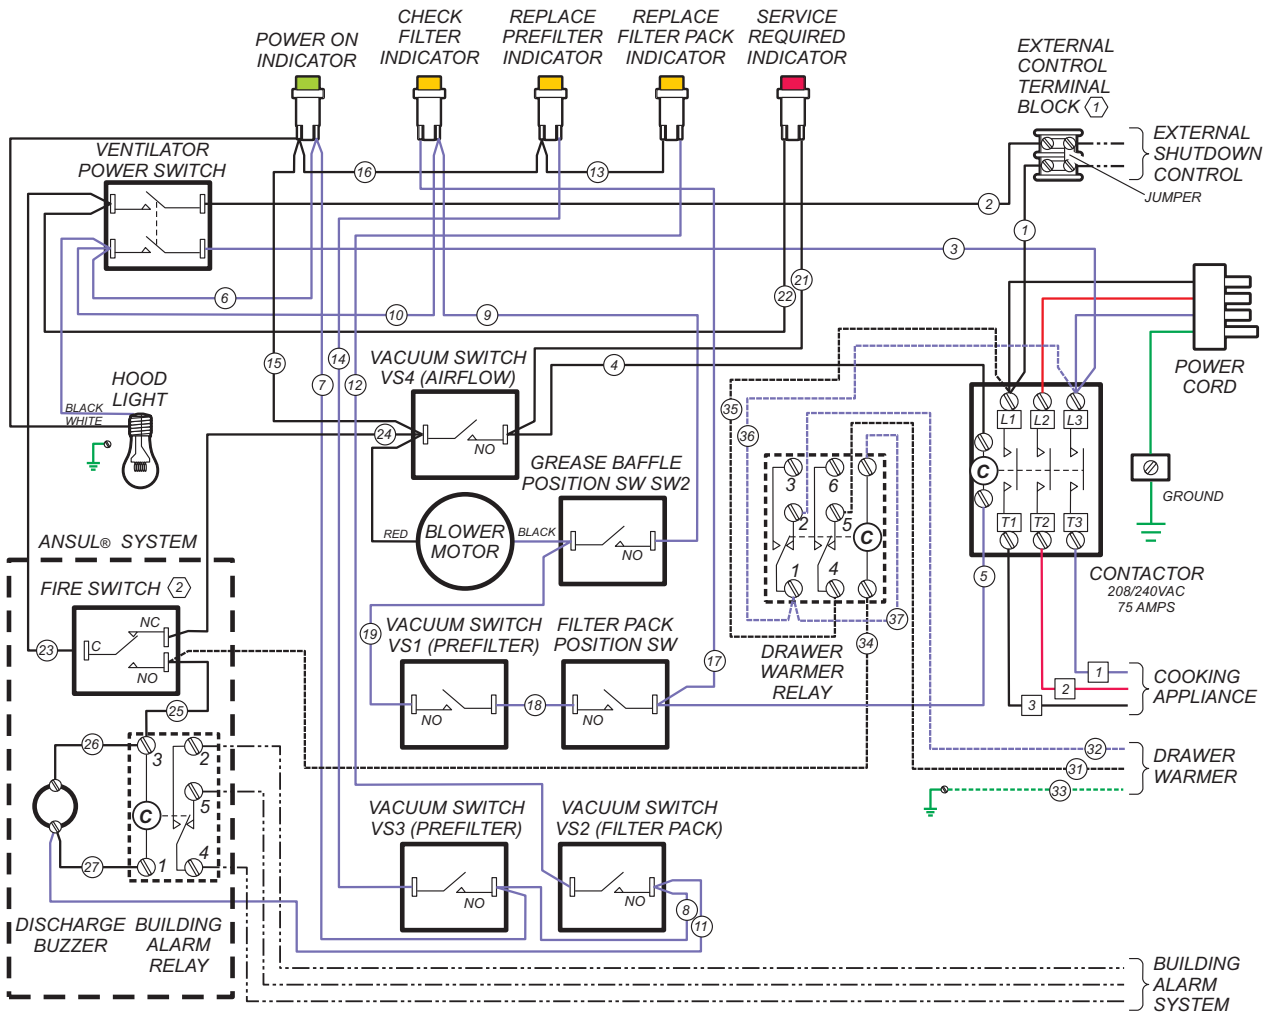 POWER ON
INDICATOR
CHECK
FILTER
INDICATOR
REPLACE
PREFILTER
INDICATOR
REPLACE
FILTER PACK
INDICATOR
SERVICE
REQUIRED
INDICATOR
EXTERNAL
CONTROL
TERMINAL
BLOCK 1
EXTERNAL
SHUTDOWN
CONTROL
JUMPER
VENTILATOR
POWER SWITCH
16
13
2
1
3
6
10
9
21
22
15
14
7
12
4
VACUUM SWITCH
VS4 (AIRFLOW)
NO
24
HOOD
LIGHT
BLACK
WHITE
POWER
CORD
GROUND
35
36
L1
L2
L3
C
T1
T2
T3
5
CONTACTOR
208/240VAC
75 AMPS
GREASE BAFFLE
POSITION SW SW2
NO
RED
BLOWER
MOTOR
BLACK
3
6
2
5
C
1
4
37
34
DRAWER
WARMER
RELAY
ANSUL® SYSTEM
FIRE SWITCH 2
NC
C
NO
23
25
19
VACUUM SWITCH
VS1 (PREFILTER)
NO
18
FILTER PACK
POSITION SW
NO
17
1
2
3
COOKING
APPLIANCE
32
31
33
DRAWER
WARMER
26
3
2
5
C
27
1
4
DISCHARGE
BUZZER
BUILDING
ALARM
RELAY
VACUUM SWITCH
VS3 (PREFILTER)
NO
VACUUM SWITCH
VS2 (FILTER PACK)
NO
8
11
BUILDING
ALARM
SYSTEM